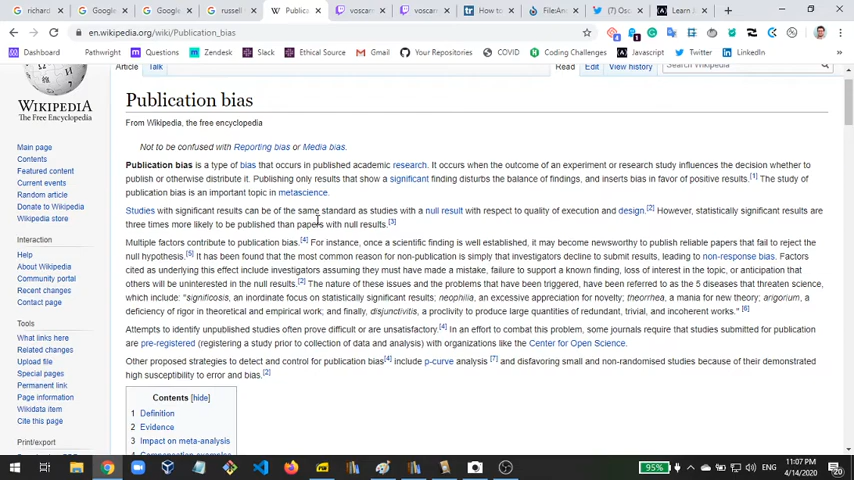 richard
Google
Google
russell
Publica
voscare
voscare
How to
FileAn
(7) Osc
Learn J
en.wikipedia.org/wiki/Publication_bias
Dashboard Pathwright Questions Zendesk Slack Ethical Source Gmail Your Repositories COVID Coding Challenges Javascript Twitter LinkedIn
WIKIPEDIA
The Free Encyclopedia
Main page
Contents
Featured content
Current events
Random article
Donate to Wikipedia
Wikipedia store
Interaction
Help
About Wikipedia
Community portal
Recent changes
Contact page
Tools
What links here
Related changes
Upload file
Special pages
Permanent link
Page information
Wikidata item
Cite this page
Print/export
Article Talk Read Edit View history Search Wikipedia
Publication bias
From Wikipedia, the free encyclopedia
Not to be confused with Reporting bias or Media bias.
Publication bias is a type of bias that occurs in published academic research. It occurs when the outcome of an experiment or research study influences the decision whether to
publish or otherwise distribute it. Publishing only results that show a significant finding disturbs the balance of findings, and inserts bias in favor of positive results.[1] The study of
publication bias is an important topic in metascience.
Studies with significant results can be of the same standard as studies with a null result with respect to quality of execution and design.[2] However, statistically significant results are
three times more likely to be published than papers with null results.[3]
Multiple factors contribute to publication bias.[4] For instance, once a scientific finding is well established, it may become newsworthy to publish reliable papers that fail to reject the
null hypothesis.[5] It has been found that the most common reason for non-publication is simply that investigators decline to submit results, leading to non-response bias. Factors
cited as underlying this effect include investigators assuming they must have made a mistake, failure to support a known finding, loss of interest in the topic, or anticipation that
others will be uninterested in the null results.[2] The nature of these issues and the problems that have been triggered, have been referred to as the 5 diseases that threaten science,
which include: "significosis, an inordinate focus on statistically significant results; neophilia, an excessive appreciation for novelty; theorrhea, a mania for new theory; arigorium, a
deficiency of rigor in theoretical and empirical work; and finally, disjunctivitis, a proclivity to produce large quantities of redundant, trivial, and incoherent works." [6]
Attempts to identify unpublished studies often prove difficult or are unsatisfactory.[4] In an effort to combat this problem, some journals require that studies submitted for publication
are pre-registered (registering a study prior to collection of data and analysis) with organizations like the Center for Open Science.
Other proposed strategies to detect and control for publication bias[4] include p-curve analysis [7] and disfavoring small and non-randomised studies because of their demonstrated
high susceptibility to error and bias.[2]
Contents [hide]
1 Definition
2 Evidence
3 Impact on meta-analysis
4 Compensation examples
95% ENG 11:07 PM
4/14/2020
20